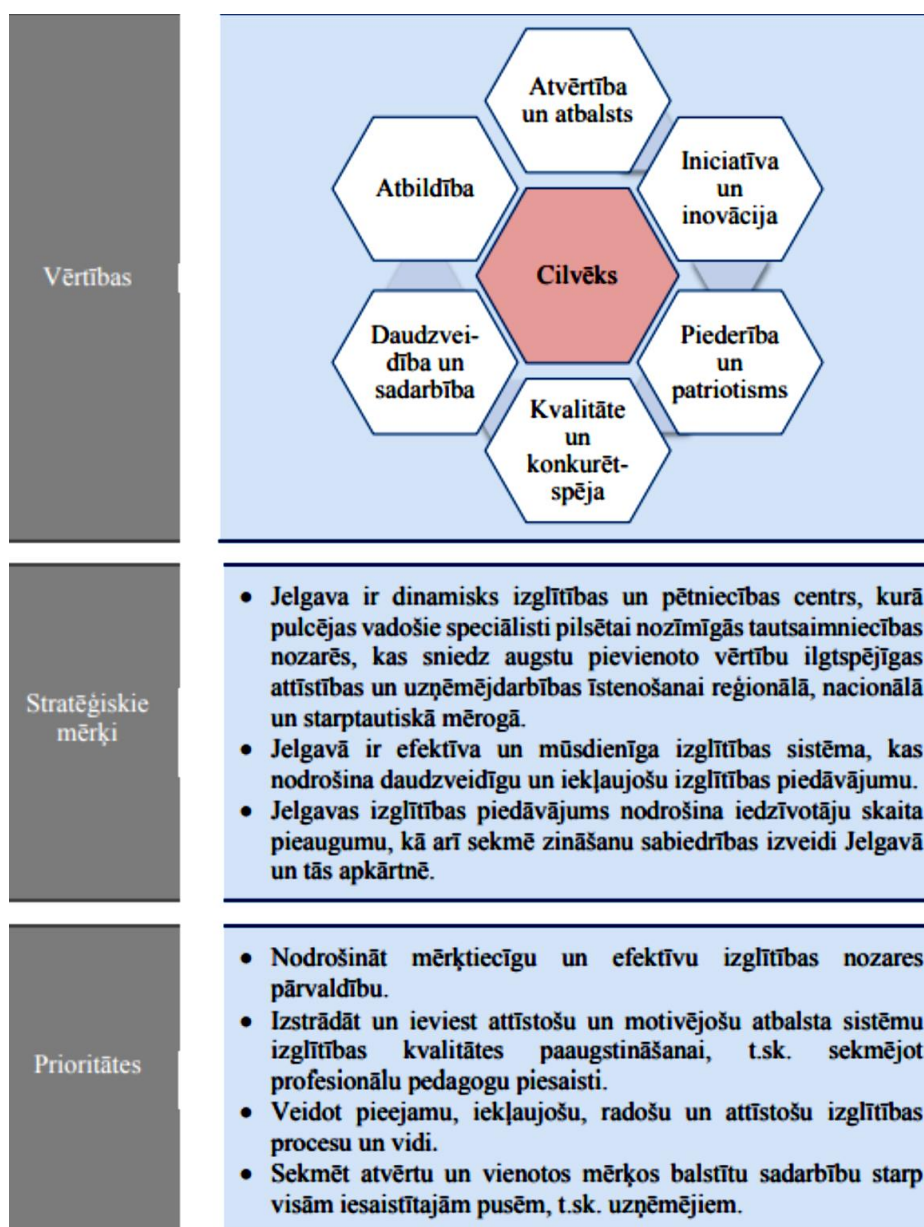 Vērtības
Atvērtība
un atbalsts
Iniciatīva
un
inovācija
Piederība
un
patriotisms
Kvalitāte
un
konkurēt-
spēja
Daudzvei-
dība un
sadarbība
Atbildība
Cilvēks
Stratēģiskie
mērķi
• Jelgava ir dinamisks izglītības un pētniecības centrs, kurā
pulcējas vadošie speciālisti pilsētai nozīmīgās tautsaimniecības
nozarēs, kas sniedz augstu pievienoto vērtību ilgtspējīgas
attīstības un uzņēmējdarbības īstenošanai reģionālā, nacionālā
un starptautiskā mērogā.
• Jelgavā ir efektīva un mūsdienīga izglītības sistēma, kas
nodrošina daudzveidīgu un iekļaujošu izglītības piedāvājumu.
• Jelgavas izglītības piedāvājums nodrošina iedzīvotāju skaita
pieaugumu, kā arī sekmē zināšanu sabiedrības izveidi Jelgavā
un tās apkārtnē.
Prioritātes
• Nodrošināt mērķtiecīgu un efektīvu izglītības nozares
pārvaldību.
• Izstrādāt un ieviest attīstošu un motivējošu atbalsta sistēmu
izglītības kvalitātes paaugstināšanai, t.sk. sekmējot
profesionālu pedagogu piesaisti.
• Veidot pieejamu, iekļaujošu, radošu un attīstošu izglītības
procesu un vidi.
• Sekmēt atvērtu un vienotos mērķos balstītu sadarbību starp
visām iesaistītajām pusēm, t.sk. uzņēmējiem.